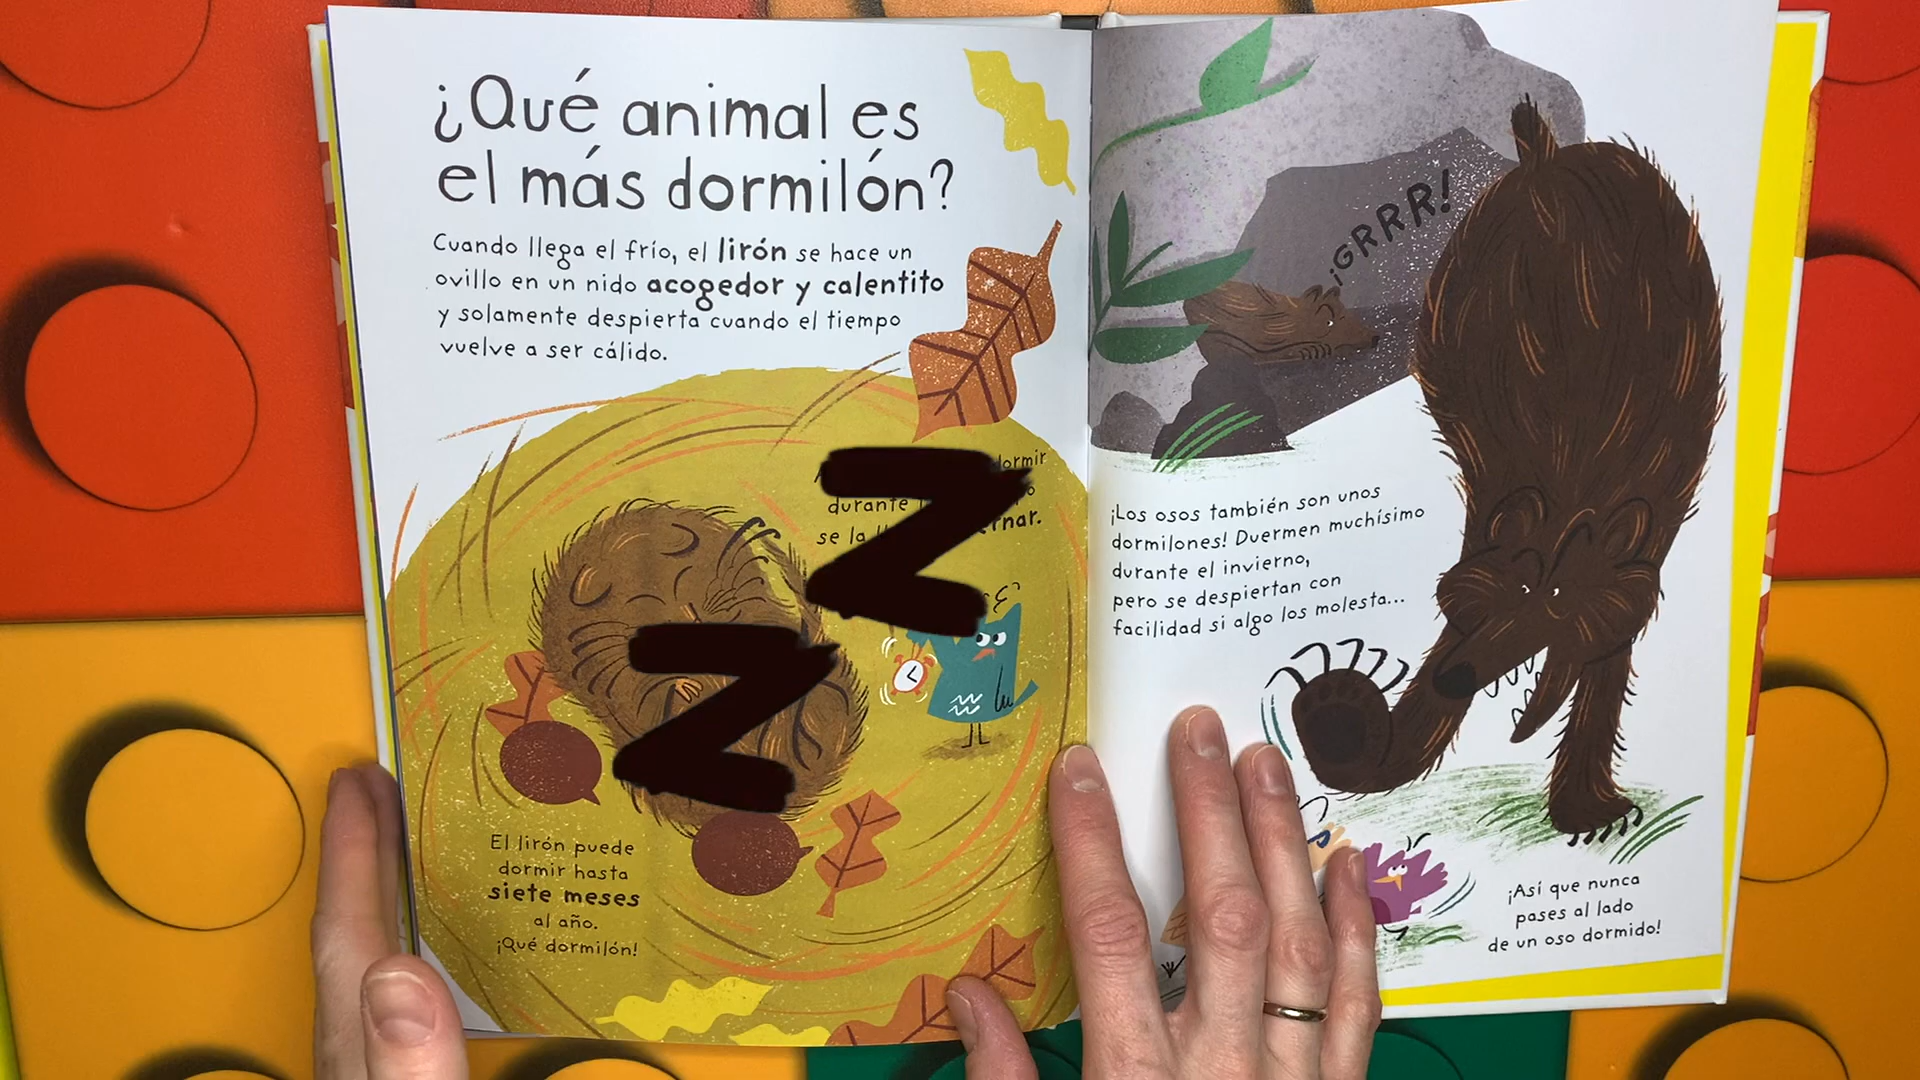 ¿Qué animal es
el más dormilón?
Cuando llega el frío, el lirón se hace un
ovillo en un nido acogedor y calentito
y solamente despierta cuando el tiempo
vuelve a ser cálido.
dormir
durante
se la
Z
Z
El lirón puede
dormir hasta
siete meses
al año.
¡Qué dormilón!
¡GRRR!
¡Los osos también son unos
dormilones! Duermen muchísimo
durante el invierno,
pero se despiertan con
facilidad si algo los molesta...
¡Así que nunca
pases al lado
de un oso dormido!